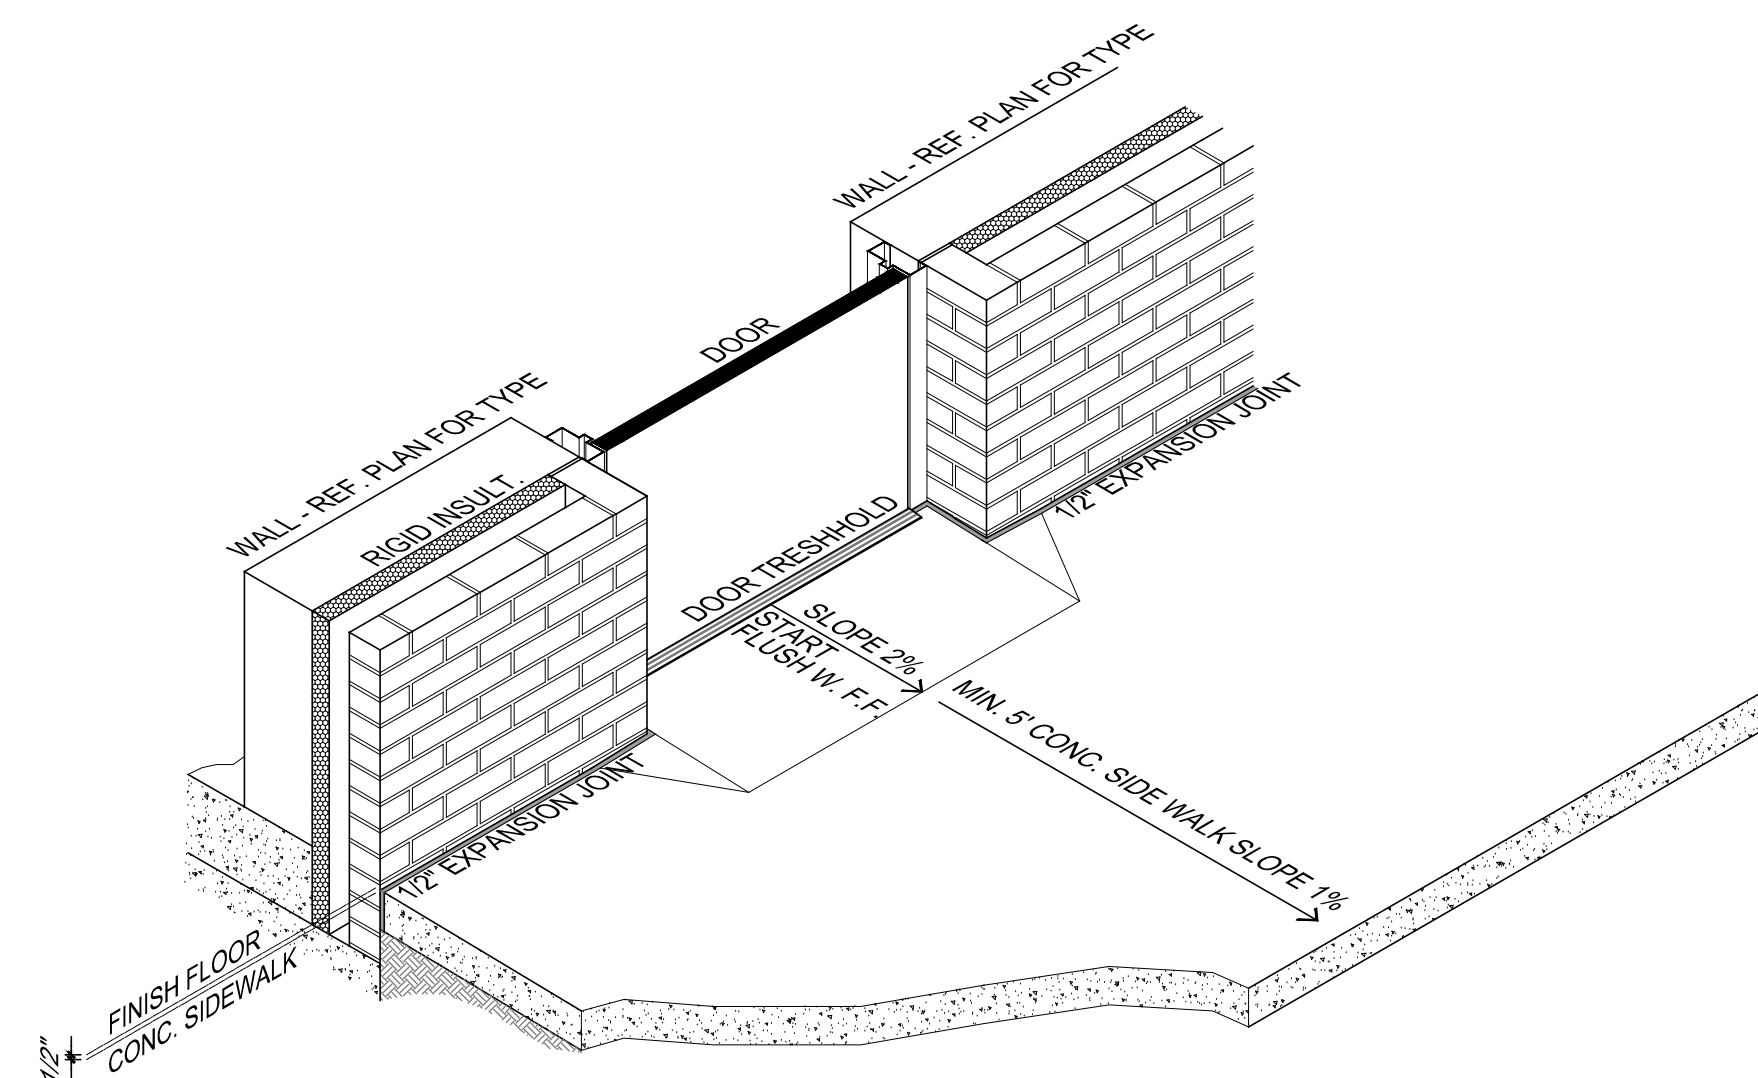 WALL - REF. PLAN FOR TYPE
DOOR
WALL - REF. PLAN FOR TYPE
RIGID INSULT.
1/2" EXPANSION JOINT
DOOR TRESHHOLD
SLOPE 2%
START
FLUSH W. F.F.
MIN. 5' CONC. SIDE WALK SLOPE 1%
1/2" EXPANSION JOINT
FINISH FLOOR
CONC. SIDEWALK
1/2"